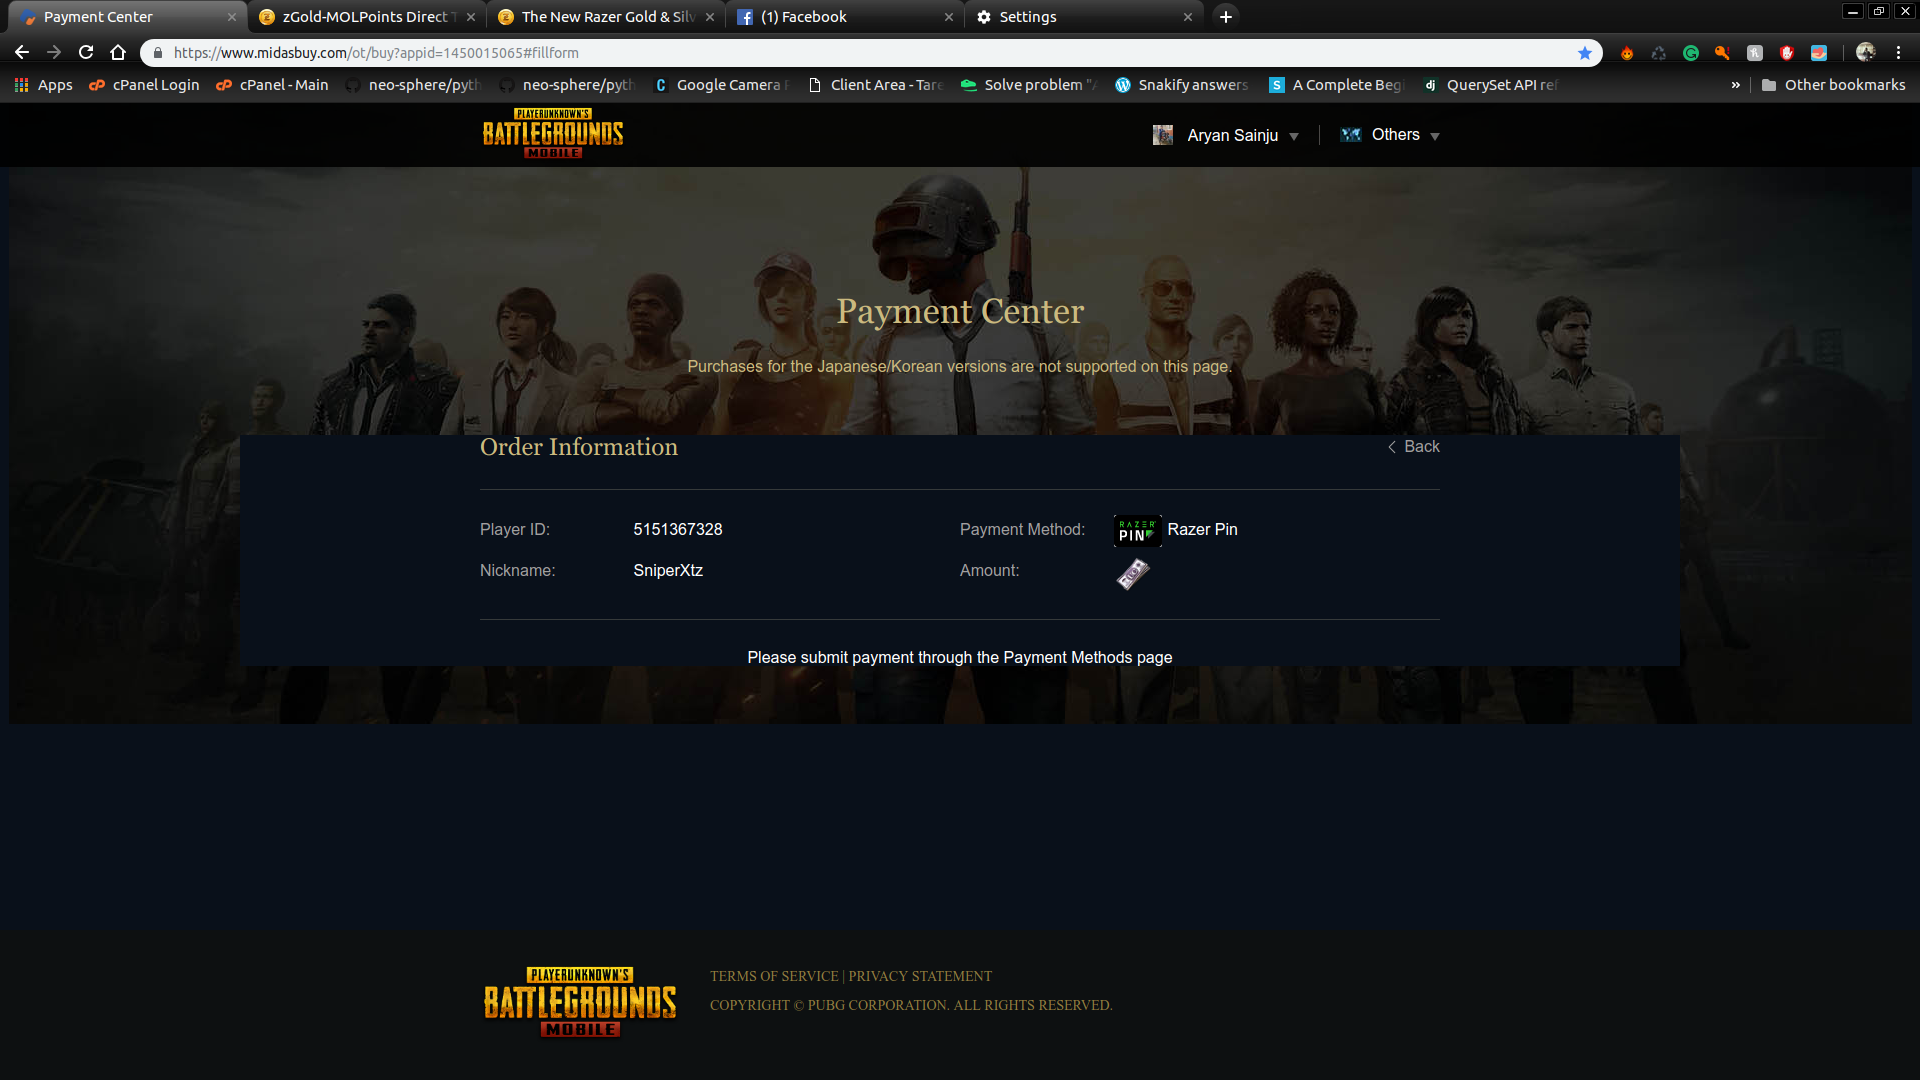 Payment Center
zGold-MOLPoints Direct T
The New Razer Gold & Silv
(1) Facebook
Settings
https://www.midasbuy.com/ot/buy?appid=1450015065#fillform
Apps
cPanel Login
cPanel - Main
neo-sphere/pyth
neo-sphere/pyth
Google Camera
Client Area - Tare
Solve problem "A
Snakify answers
A Complete Begi
QuerySet API ref
»
Other bookmarks
PLAYERUNKNOWN'S
BATTLEGROUNDS
MOBILE
Aryan Sainju
Others
Payment Center
Purchases for the Japanese/Korean versions are not supported on this page.
Order Information
Back
Player ID: 5151367328
Payment Method: RAZER PIN Razer Pin
Nickname: SniperXtz
Amount:
Please submit payment through the Payment Methods page
PLAYERUNKNOWN'S
BATTLEGROUNDS
MOBILE
TERMS OF SERVICE | PRIVACY STATEMENT
COPYRIGHT © PUBG CORPORATION. ALL RIGHTS RESERVED.